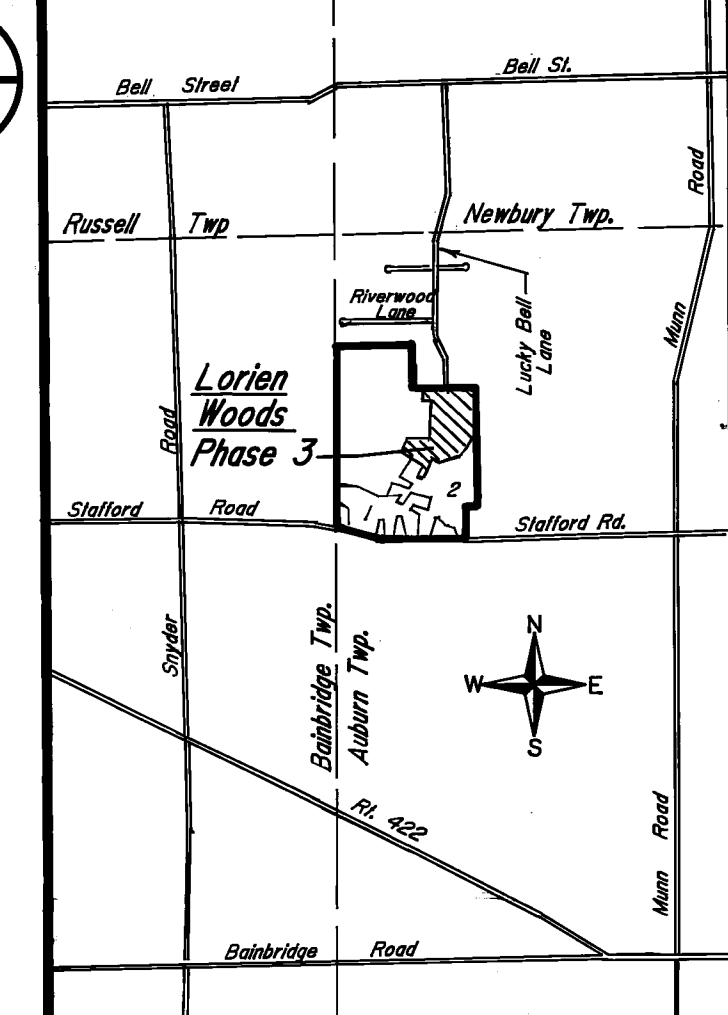 Bell Street
Bell St.
Road
Russell Twp
Newbury Twp.
Riverwood
Lane
Lucky Bell
Lane
Munn
Lorien
Woods
Phase 3
Road
2
1
Stafford Road
Stafford Rd.
Snyder
Bainbridge Twp.
Auburn Twp.
N
W E
S
Rt. 422
Munn Road
Bainbridge Road